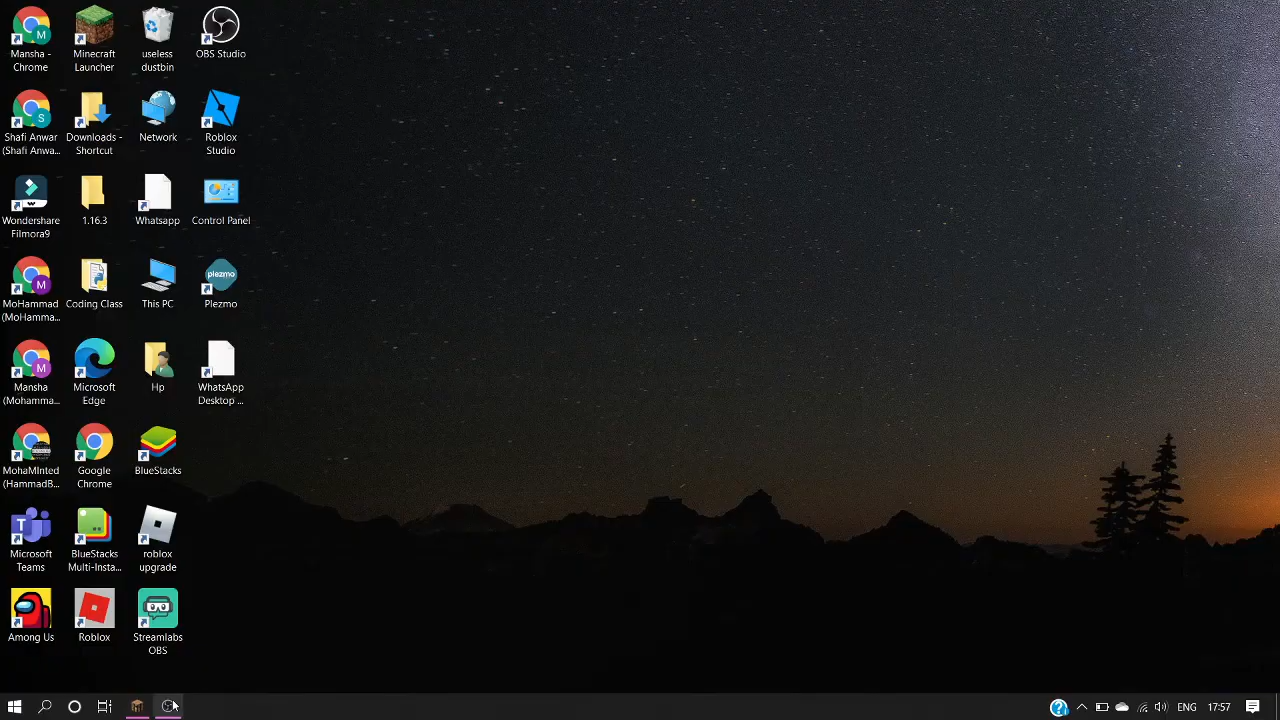 Mansha -
Chrome
Minecraft
Launcher
useless
dustbin
OBS Studio
Shafi Anwar
(Shafi Anwa...
Downloads -
Shortcut
Network
Roblox
Studio
Wondershare
Filmora9
1.16.3
Whatsapp
Control Panel
MoHammad
(MoHamma...
Coding Class
This PC
plezmo
Plezmo
Mansha
(Mohamma...
Microsoft
Edge
Hp
WhatsApp
Desktop ...
MohaMInted
(HammadB...
Google
Chrome
BlueStacks
Microsoft
Teams
BlueStacks
Multi-Insta...
roblox
upgrade
Among Us
Roblox
Streamlabs
OBS
ENG
17:57